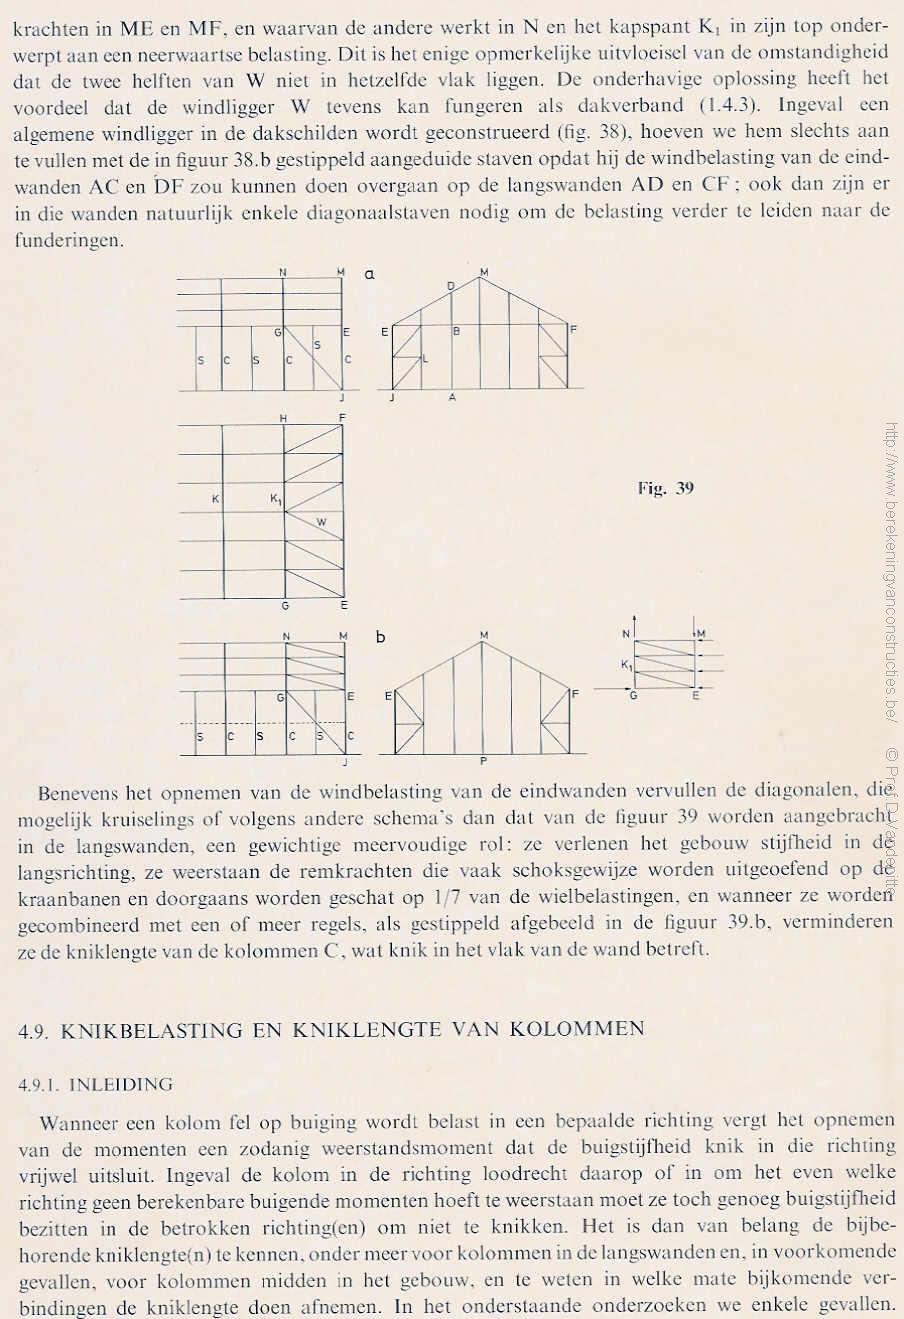 krachten in ME en MF, en waarvan de andere werkt in N en het kapspant K₁ in zijn top onder-
werpt aan een neerwaartse belasting. Dit is het enige opmerkelijke uitvloeisel van de omstandigheid
dat de twee helften van W niet in hetzelfde vlak liggen. De onderhavige oplossing heeft het
voordeel dat de windligger W tevens kan fungeren als dakverband (1.4.3). Ingeval een
algemene windligger in de dakschilden wordt geconstrueerd (fig. 38), hoeven we hem slechts aan
te vullen met de in figuur 38.b gestippeld aangeduide staven opdat hij de windbelasting van de eind-
wanden AC en DF zou kunnen doen overgaan op de langswanden AD en CF; ook dan zijn er
in die wanden natuurlijk enkele diagonaalstaven nodig om de belasting verder te leiden naar de
funderingen.
N M a D M
G E E B F
S C S C S C L
J J A
H F
K K₁ W
Fig. 39
G E
N M b M N M
K₁
G E E F G E
S C S C S C
J P
Benevens het opnemen van de windbelasting van de eindwanden vervullen de diagonalen, die
mogelijk kruiselings of volgens andere schema's dan dat van de figuur 39 worden aangebracht
in de langswanden, een gewichtige meervoudige rol: ze verlenen het gebouw stijfheid in de
langsrichting, ze weerstaan de remkrachten die vaak schoksgewijze worden uitgeoefend op de
kraanbanen en doorgaans worden geschat op 1/7 van de wielbelastingen, en wanneer ze worden
gecombineerd met een of meer regels, als gestippeld afgebeeld in de figuur 39.b, verminderen
ze de kniklengte van de kolommen C, wat knik in het vlak van de wand betreft.
4.9. KNIKBELASTING EN KNIKLENGTE VAN KOLOMMEN
4.9.1. INLEIDING
Wanneer een kolom fel op buiging wordt belast in een bepaalde richting vergt het opnemen
van de momenten een zodanig weerstandsmoment dat de buigstijfheid knik in die richting
vrijwel uitsluit. Ingeval de kolom in de richting loodrecht daarop of in om het even welke
richting geen berekenbare buigende momenten hoeft te weerstaan moet ze toch genoeg buigstijfheid
bezitten in de betrokken richting(en) om niet te knikken. Het is dan van belang de bijbe-
horende kniklengte(n) te kennen, onder meer voor kolommen in de langswanden en, in voorkomende
gevallen, voor kolommen midden in het gebouw, en te weten in welke mate bijkomende ver-
bindingen de kniklengte doen afnemen. In het onderstaande onderzoeken we enkele gevallen.
http://www.berekeningvanconstructies.be/ © Prof D. Vandepitte